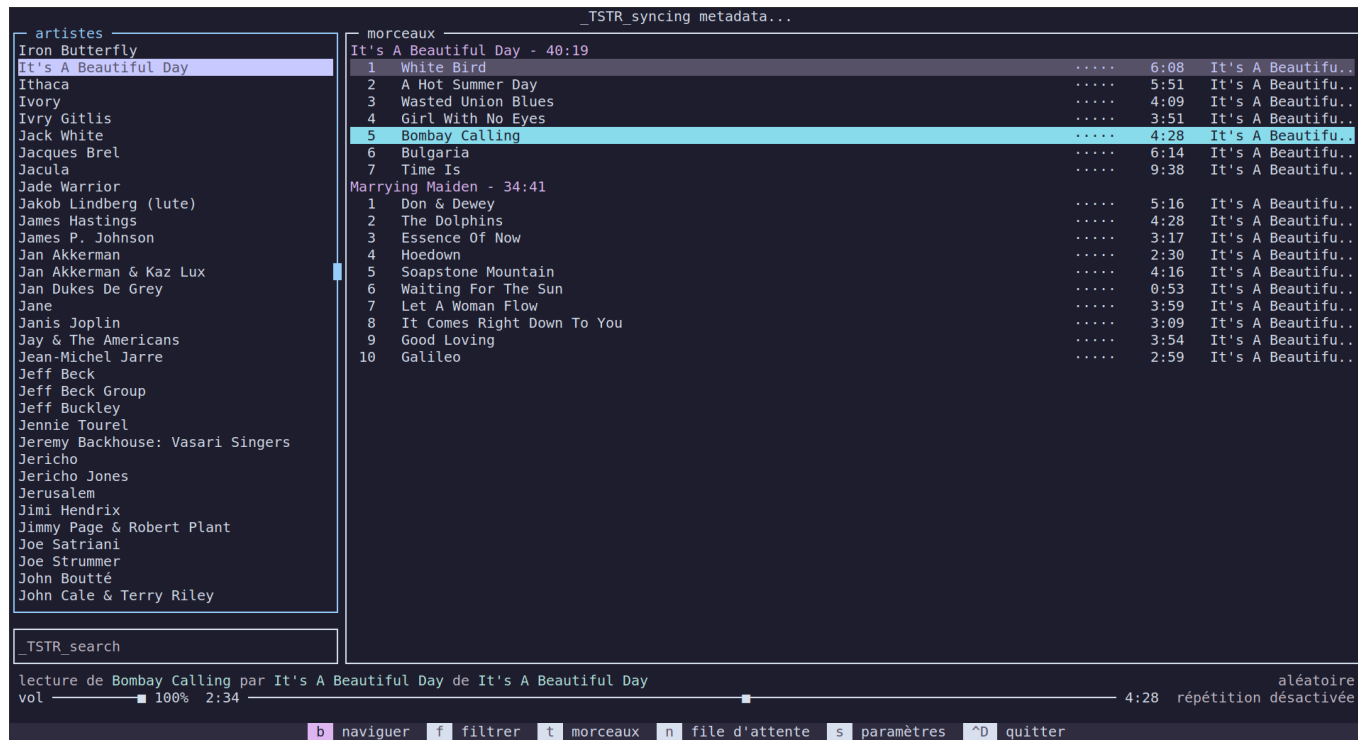 _TSTR_syncing metadata...
artistes
Iron Butterfly
It's A Beautiful Day
Ithaca
Ivory
Ivry Gitlis
Jack White
Jacques Brel
Jacula
Jade Warrior
Jakob Lindberg (lute)
James Hastings
James P. Johnson
Jan Akkerman
Jan Akkerman & Kaz Lux
Jan Dukes De Grey
Jane
Janis Joplin
Jay & The Americans
Jean-Michel Jarre
Jeff Beck
Jeff Beck Group
Jeff Buckley
Jennie Tourel
Jeremy Backhouse: Vasari Singers
Jericho
Jericho Jones
Jerusalem
Jimi Hendrix
Jimmy Page & Robert Plant
Joe Satriani
Joe Strummer
John Boutté
John Cale & Terry Riley
_TSTR_search
morceaux
It's A Beautiful Day - 40:19
1 White Bird ····· 6:08 It's A Beautifu..
2 A Hot Summer Day ····· 5:51 It's A Beautifu..
3 Wasted Union Blues ····· 4:09 It's A Beautifu..
4 Girl With No Eyes ····· 3:51 It's A Beautifu..
5 Bombay Calling ····· 4:28 It's A Beautifu..
6 Bulgaria ····· 6:14 It's A Beautifu..
7 Time Is ····· 9:38 It's A Beautifu..
Marrying Maiden - 34:41
1 Don & Dewey ····· 5:16 It's A Beautifu..
2 The Dolphins ····· 4:28 It's A Beautifu..
3 Essence Of Now ····· 3:17 It's A Beautifu..
4 Hoedown ····· 2:30 It's A Beautifu..
5 Soapstone Mountain ····· 4:16 It's A Beautifu..
6 Waiting For The Sun ····· 0:53 It's A Beautifu..
7 Let A Woman Flow ····· 3:59 It's A Beautifu..
8 It Comes Right Down To You ····· 3:09 It's A Beautifu..
9 Good Loving ····· 3:54 It's A Beautifu..
10 Galileo ····· 2:59 It's A Beautifu..
lecture de Bombay Calling par It's A Beautiful Day de It's A Beautiful Day aléatoire
vol 100% 2:34 4:28 répétition désactivée
b naviguer f filtrer t morceaux n file d'attente s paramètres ^D quitter